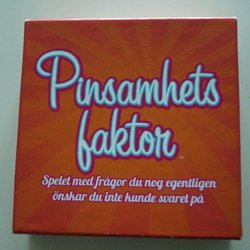 Pinsamhets
faktor
Spelet med frågor du nog egentligen
önskar du inte kunde svaret på